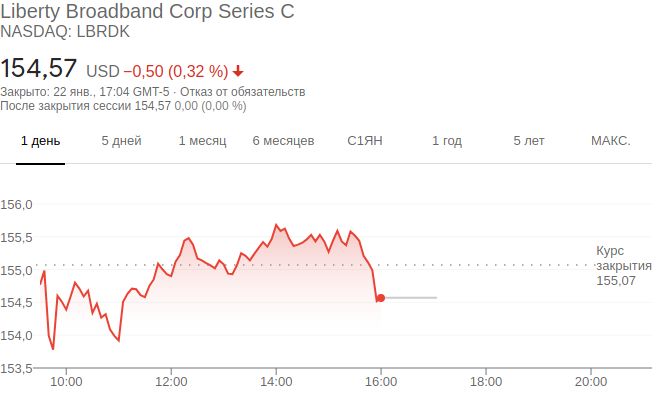 Liberty Broadband Corp Series C
NASDAQ: LBRDK
154,57 USD −0,50 (0,32 %)
Закрыто: 22 янв., 17:04 GMT-5 · Отказ от обязательств
После закрытия сессии 154,57 0,00 (0,00 %)
1 день 5 дней 1 месяц 6 месяцев С1ЯН 1 год 5 лет МАКС.
156,0
155,5
155,0
154,5
154,0
153,5
Курс
закрытия
155,07
10:00 12:00 14:00 16:00 18:00 20:00